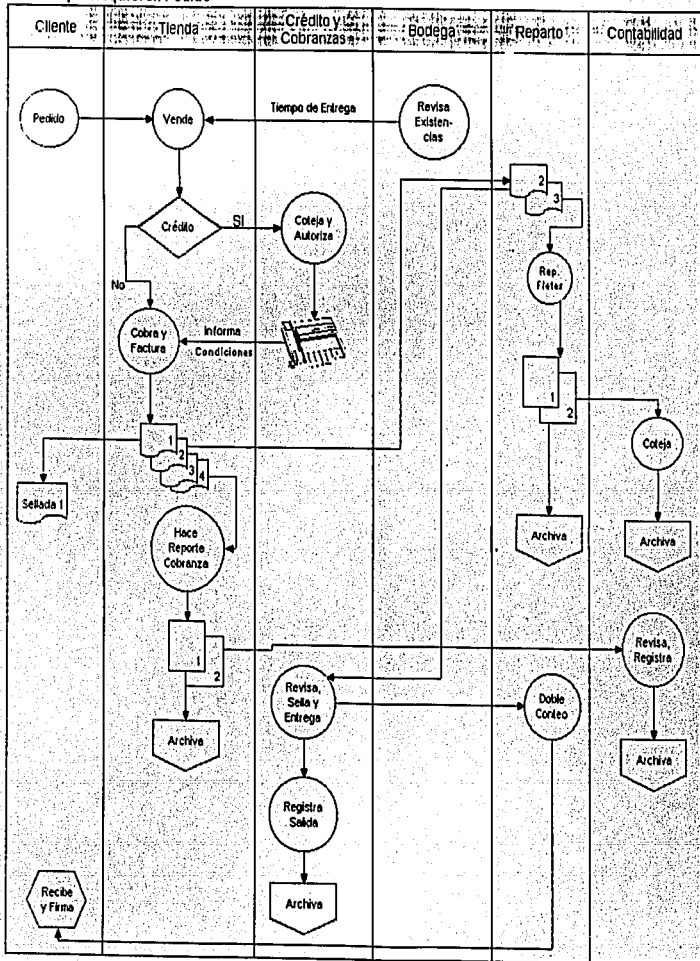 Cliente
Tienda
Crédito y
Cobranzas
Bodega
Reparto
Contabilidad
Pedido
Vende
Tiempo de Entrega
Revisa
Existen-
cias
Crédito
SI
Coteja y
Autoriza
2
3
Rep.
Fletes
No
Cobra y
Factura
Informa
Condiciones
1
2
1
2
3
4
Coteja
Sellada 1
Hace
Reporte
Cobranza
Archiva
Archiva
1
2
Revisa,
Registra
Revisa,
Sella y
Entrega
Doble
Conteo
Archiva
Archiva
Registra
Salida
Recibe
y Firma
Archiva